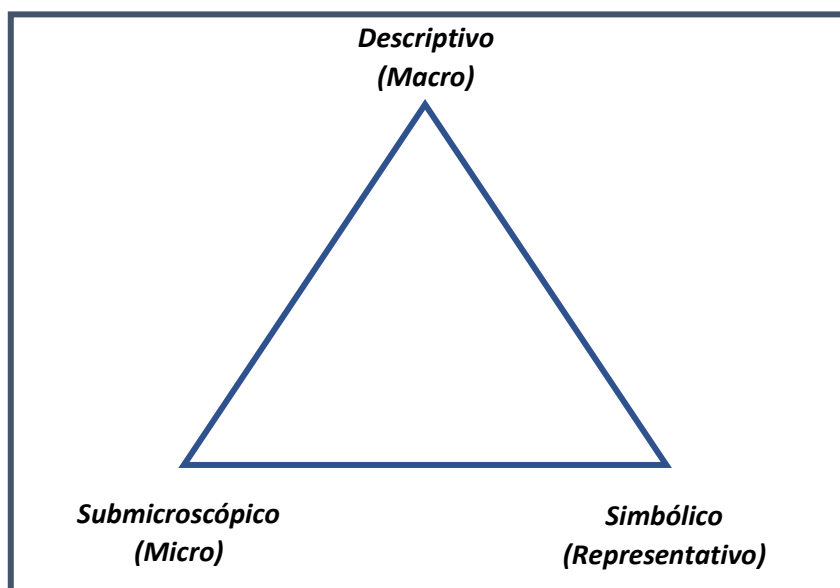 Descriptivo
(Macro)
Submicroscópico
(Micro)
Simbólico
(Representativo)